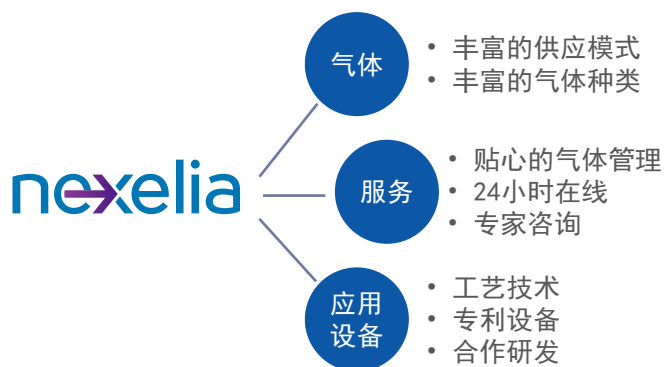 nexelia
气体
• 丰富的供应模式
• 丰富的气体种类
服务
• 贴心的气体管理
• 24小时在线
• 专家咨询
应用
设备
• 工艺技术
• 专利设备
• 合作研发